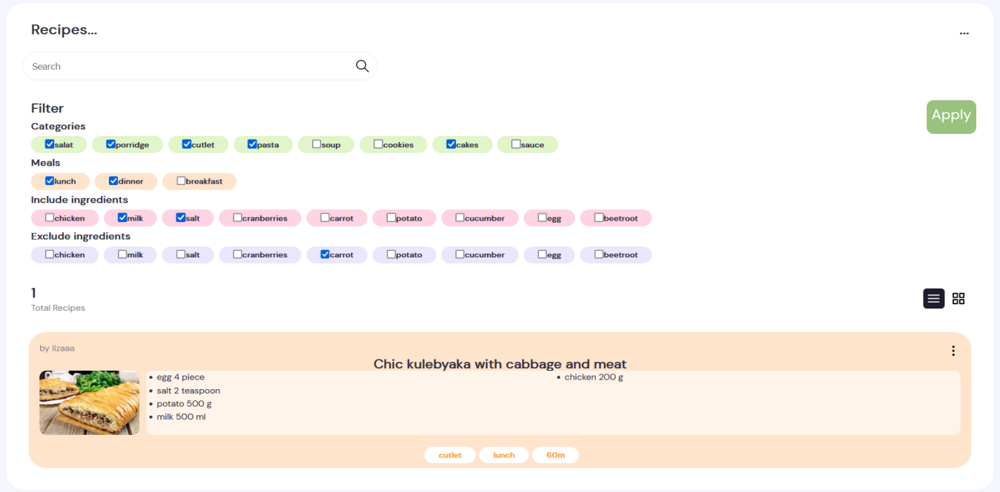 Recipes...
...
Search
Filter
Apply
Categories
salat porridge cutlet pasta soup cookies cakes sauce
Meals
lunch dinner breakfast
Include ingredients
chicken milk salt cranberries carrot potato cucumber egg beetroot
Exclude ingredients
chicken milk salt cranberries carrot potato cucumber egg beetroot
1
Total Recipes
by lizaaa
Chic kulebyaka with cabbage and meat
• egg 4 piece
• salt 2 teaspoon
• potato 500 g
• milk 500 ml
• chicken 200 g
cutlet lunch 60m